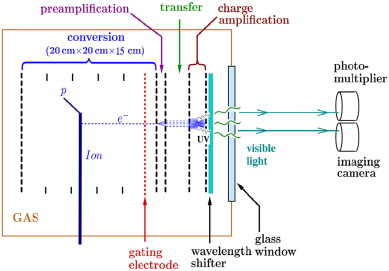 preamplification
transfer
charge
amplification
conversion
(20 cm×20 cm×15 cm)
photo-
multiplier
p
e⁻
Ion
UV
visible
light
imaging
camera
GAS
gating
electrode
wavelength
shifter
glass
window